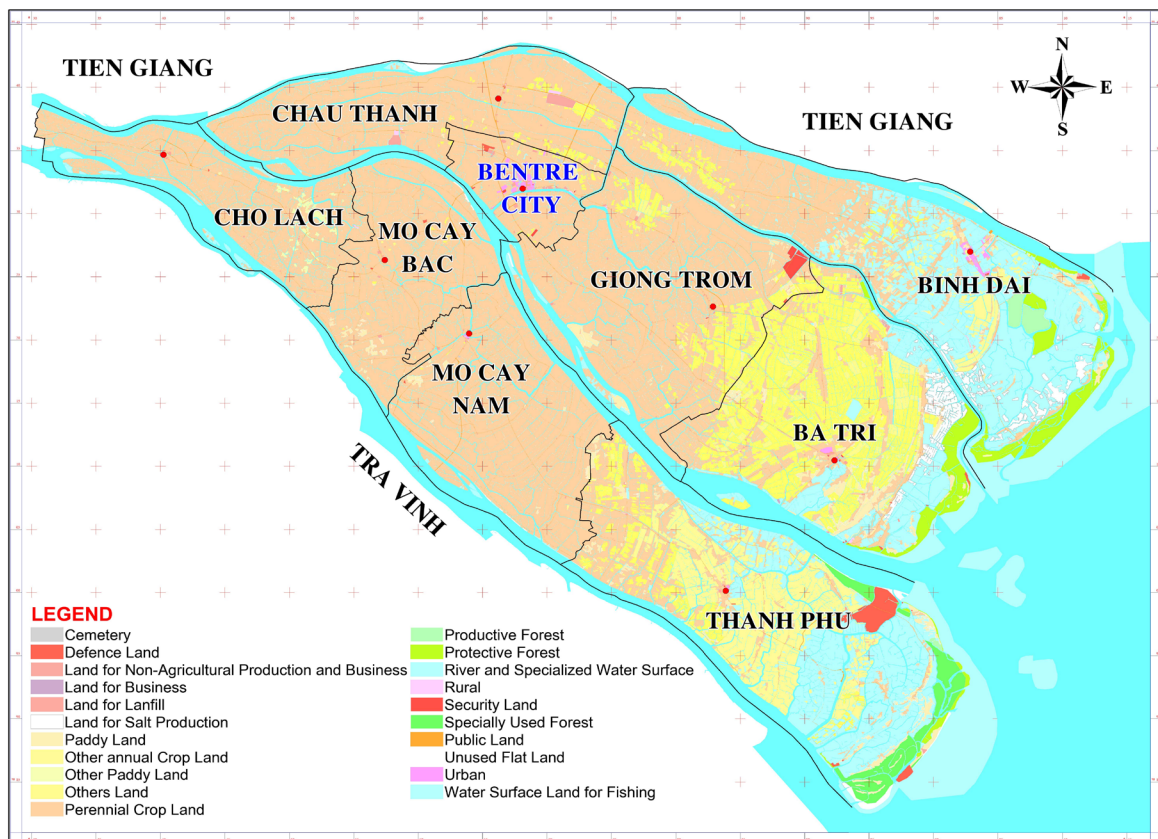 N
W E
S
TIEN GIANG
TIEN GIANG
CHAU THANH
BENTRE
CITY
CHO LACH
MO CAY
BAC
GIONG TROM
BINH DAI
MO CAY
NAM
BA TRI
TRA VINH
THANH PHU
LEGEND
Cemetery
Defence Land
Land for Non-Agricultural Production and Business
Land for Business
Land for Lanfill
Land for Salt Production
Paddy Land
Other annual Crop Land
Other Paddy Land
Others Land
Perennial Crop Land
Productive Forest
Protective Forest
River and Specialized Water Surface
Rural
Security Land
Specially Used Forest
Public Land
Unused Flat Land
Urban
Water Surface Land for Fishing